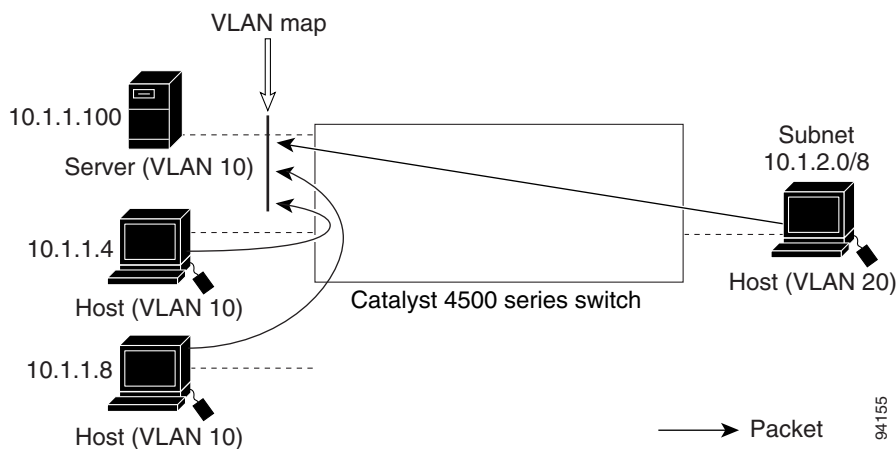 VLAN map
10.1.1.100
Server (VLAN 10)
Subnet
10.1.2.0/8
10.1.1.4
Host (VLAN 10)
Host (VLAN 20)
Catalyst 4500 series switch
10.1.1.8
Host (VLAN 10)
Packet
94155